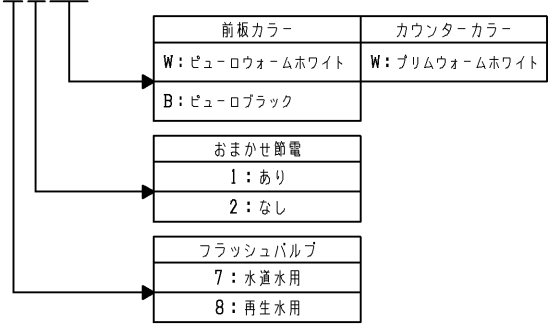 前板カラー カウンターカラー
W:ピューロウォームホワイト W:プリムウォームホワイト
B:ピューロブラック
おまかせ節電
1:あり
2:なし
フラッシュバルブ
7:水道水用
8:再生水用